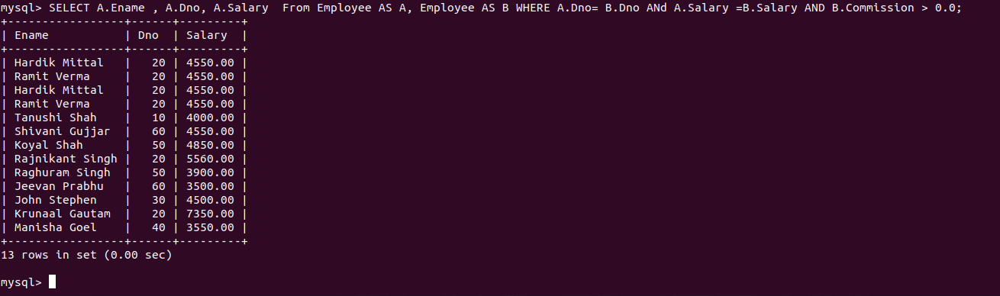 mysql> SELECT A.Ename , A.Dno, A.Salary  From Employee AS A, Employee AS B WHERE A.Dno= B.Dno ANd A.Salary =B.Salary AND B.Commission > 0.0;
+-----------------+------+---------+
| Ename           | Dno  | Salary  |
+-----------------+------+---------+
| Hardik Mittal   |   20 | 4550.00 |
| Ramit Verma     |   20 | 4550.00 |
| Hardik Mittal   |   20 | 4550.00 |
| Ramit Verma     |   20 | 4550.00 |
| Tanushi Shah    |   10 | 4000.00 |
| Shivani Gujjar  |   60 | 4550.00 |
| Koyal Shah      |   50 | 4850.00 |
| Rajnikant Singh |   20 | 5560.00 |
| Raghuram Singh  |   50 | 3900.00 |
| Jeevan Prabhu   |   60 | 3500.00 |
| John Stephen    |   30 | 4500.00 |
| Krunaal Gautam  |   20 | 7350.00 |
| Manisha Goel    |   40 | 3550.00 |
+-----------------+------+---------+
13 rows in set (0.00 sec)
mysql>